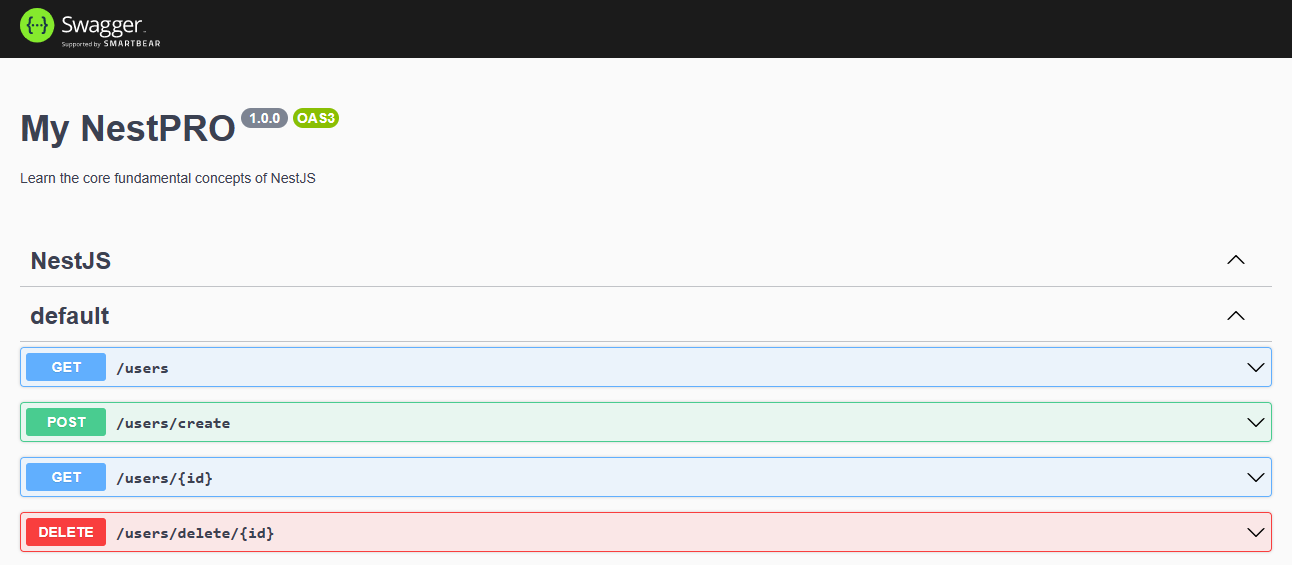 {···} Swagger
Supported by SMARTBEAR
My NestPRO 1.0.0 OAS3
Learn the core fundamental concepts of NestJS
NestJS
default
GET /users
POST /users/create
GET /users/{id}
DELETE /users/delete/{id}